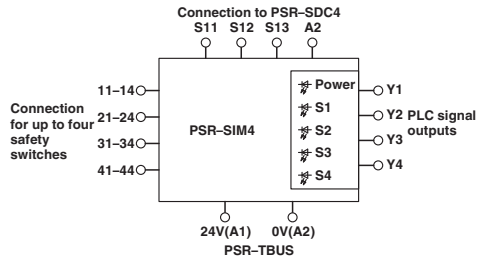 Connection to PSR–SDC4
S11 S12 S13 A2
11–14
21–24
31–34
41–44
Connection
for up to four
safety
switches
PSR–SIM4
Power
S1
S2
S3
S4
Y1
Y2
Y3
Y4
PLC signal
outputs
24V(A1) 0V(A2)
PSR–TBUS